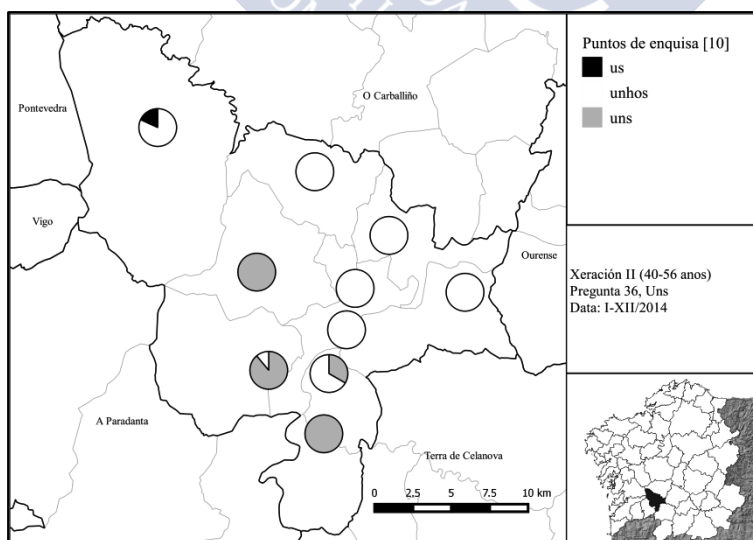 Pontevedra
O Carballiño
Vigo
Ourense
A Paradanta
Terra de Celanova
0 2.5 5 7.5 10 km
Puntos de enquisa [10]
us
unhos
uns
Xeración II (40-56 anos)
Pregunta 36, Uns
Data: I-XII/2014